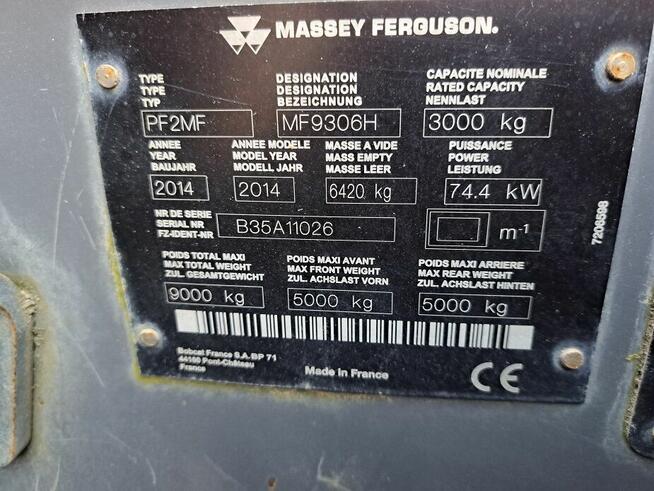 MASSEY FERGUSON.
TYPE DESIGNATION CAPACITE NOMINALE
TYPE DESIGNATION RATED CAPACITY
TYP BEZEICHNUNG NENNLAST
PF2MF MF9306H 3000 kg
ANNEE ANNEE MODELE MASSE A VIDE PUISSANCE
YEAR MODEL YEAR MASS EMPTY POWER
BAUJAHR MODELL JAHR MASSE LEER LEISTUNG
2014 2014 6420 kg 74.4 kW
NR DE SERIE
SERIAL NR
FZ-IDENT-NR
B35A11026 m-1
POIDS TOTAL MAXI POIDS MAXI AVANT POIDS MAXI ARRIERE
MAX TOTAL WEIGHT MAX FRONT WEIGHT MAX REAR WEIGHT
ZUL. GESAMTGEWICHT ZUL. ACHSLAST VORN ZUL. ACHSLAST HINTEN
9000 kg 5000 kg 5000 kg
Bobcat France S.A. BP 71
44160 Pont-Château
France
Made in France
CE
7206598